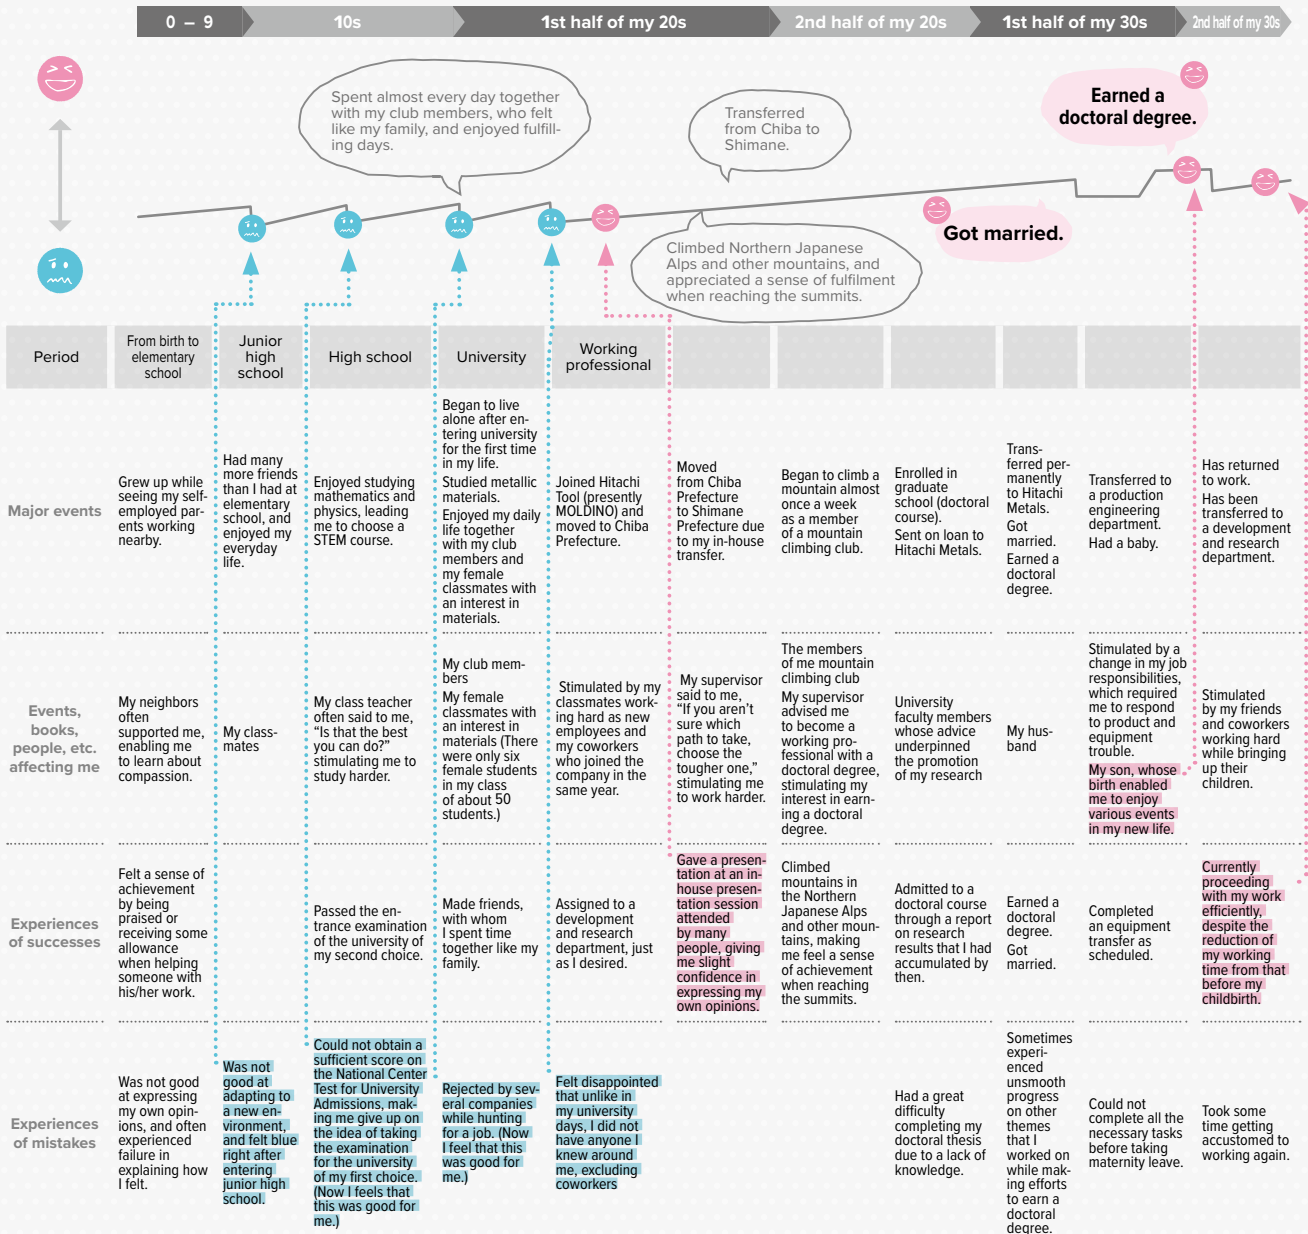 0 – 9
10s
1st half of my 20s
2nd half of my 20s
1st half of my 30s
2nd half of my 30s
Spent almost every day together
with my club members, who felt
like my family, and enjoyed fulfill-
ing days.
Transferred
from Chiba to
Shimane.
Earned a
doctoral degree.
Got married.
Climbed Northern Japanese
Alps and other mountains, and
appreciated a sense of fulfilment
when reaching the summits.
Period
From birth to
elementary
school
Junior
high
school
High school
University
Working
professional
Major events
Grew up while
seeing my self-
employed par-
ents working
nearby.
Had many
more friends
than I had at
elementary
school, and
enjoyed my
everyday
life.
Enjoyed studying
mathematics and
physics, leading
me to choose a
STEM course.
Began to live
alone after en-
tering university
for the first time
in my life.
Studied metallic
materials.
Enjoyed my daily
life together
with my club
members and
my female
classmates with
an interest in
materials.
Joined Hitachi
Tool (presently
MOLDINO) and
moved to Chiba
Prefecture.
Moved
from Chiba
Prefecture
to Shimane
Prefecture due
to my in-house
transfer.
Began to climb a
mountain almost
once a week
as a member
of a mountain
climbing club.
Enrolled in
graduate
school (doctoral
course).
Sent on loan to
Hitachi Metals.
Trans-
ferred per-
manently
to Hitachi
Metals.
Got
married.
Earned a
doctoral
degree.
Transferred to
a production
engineering
department.
Had a baby.
Has returned
to work.
Has been
transferred to
a development
and research
department.
Events,
books,
people, etc.
affecting me
My neighbors
often
supported me,
enabling me
to learn about
compassion.
My class-
mates
My class teacher
often said to me,
“Is that the best
you can do?”
stimulating me to
study harder.
My club mem-
bers
My female
classmates with
an interest in
materials (There
were only six
female students
in my class
of about 50
students.)
Stimulated by my
classmates work-
ing hard as new
employees and
my coworkers
who joined the
company in the
same year.
My supervisor
said to me,
“If you aren’t
sure which
path to take,
choose the
tougher one,”
stimulating me
to work harder.
The members
of me mountain
climbing club
My supervisor
advised me
to become a
working pro-
fessional with a
doctoral degree,
stimulating my
interest in earn-
ing a doctoral
degree.
University
faculty members
whose advice
underpinned
the promotion
of my research
My hus-
band
Stimulated by a
change in my job
responsibilities,
which required
me to respond
to product and
equipment
trouble.
My son, whose
birth enabled
me to enjoy
various events
in my new life.
Stimulated
by my friends
and coworkers
working hard
while bringing
up their
children.
Experiences
of successes
Felt a sense of
achievement
by being
praised or
receiving some
allowance
when helping
someone with
his/her work.
Passed the en-
trance examination
of the university of
my second choice.
Made friends,
with whom
I spent time
together like my
family.
Assigned to a
development
and research
department, just
as I desired.
Gave a presen-
tation at an in-
house presen-
tation session
attended
by many
people, giving
me slight
confidence in
expressing my
own opinions.
Climbed
mountains in
the Northern
Japanese Alps
and other moun-
tains, making
me feel a sense
of achievement
when reaching
the summits.
Admitted to a
doctoral course
through a report
on research
results that I had
accumulated by
then.
Earned a
doctoral
degree.
Got
married.
Completed
an equipment
transfer as
scheduled.
Currently
proceeding
with my work
efficiently,
despite the
reduction of
my working
time from that
before my
childbirth.
Experiences
of mistakes
Was not good
at expressing
my own opin-
ions, and often
experienced
failure in
explaining how
I felt.
Was not
good at
adapting to
a new en-
vironment,
and felt blue
right after
entering
junior high
school.
Could not obtain a
sufficient score on
the National Center
Test for University
Admissions, mak-
ing me give up on
the idea of taking
the examination
for the university
of my first choice.
(Now I feels that
this was good for
me.)
Rejected by sev-
eral companies
while hunting
for a job. (Now
I feel that this
was good for
me.)
Felt disappointed
that unlike in
my university
days, I did not
have anyone I
knew around
me, excluding
coworkers
Had a great
difficulty
completing my
doctoral thesis
due to a lack of
knowledge.
Sometimes
experi-
enced
unsmooth
progress
on other
themes
that I
worked on
while mak-
ing efforts
to earn a
doctoral
degree.
Could not
complete all the
necessary tasks
before taking
maternity leave.
Took some
time getting
accustomed to
working again.